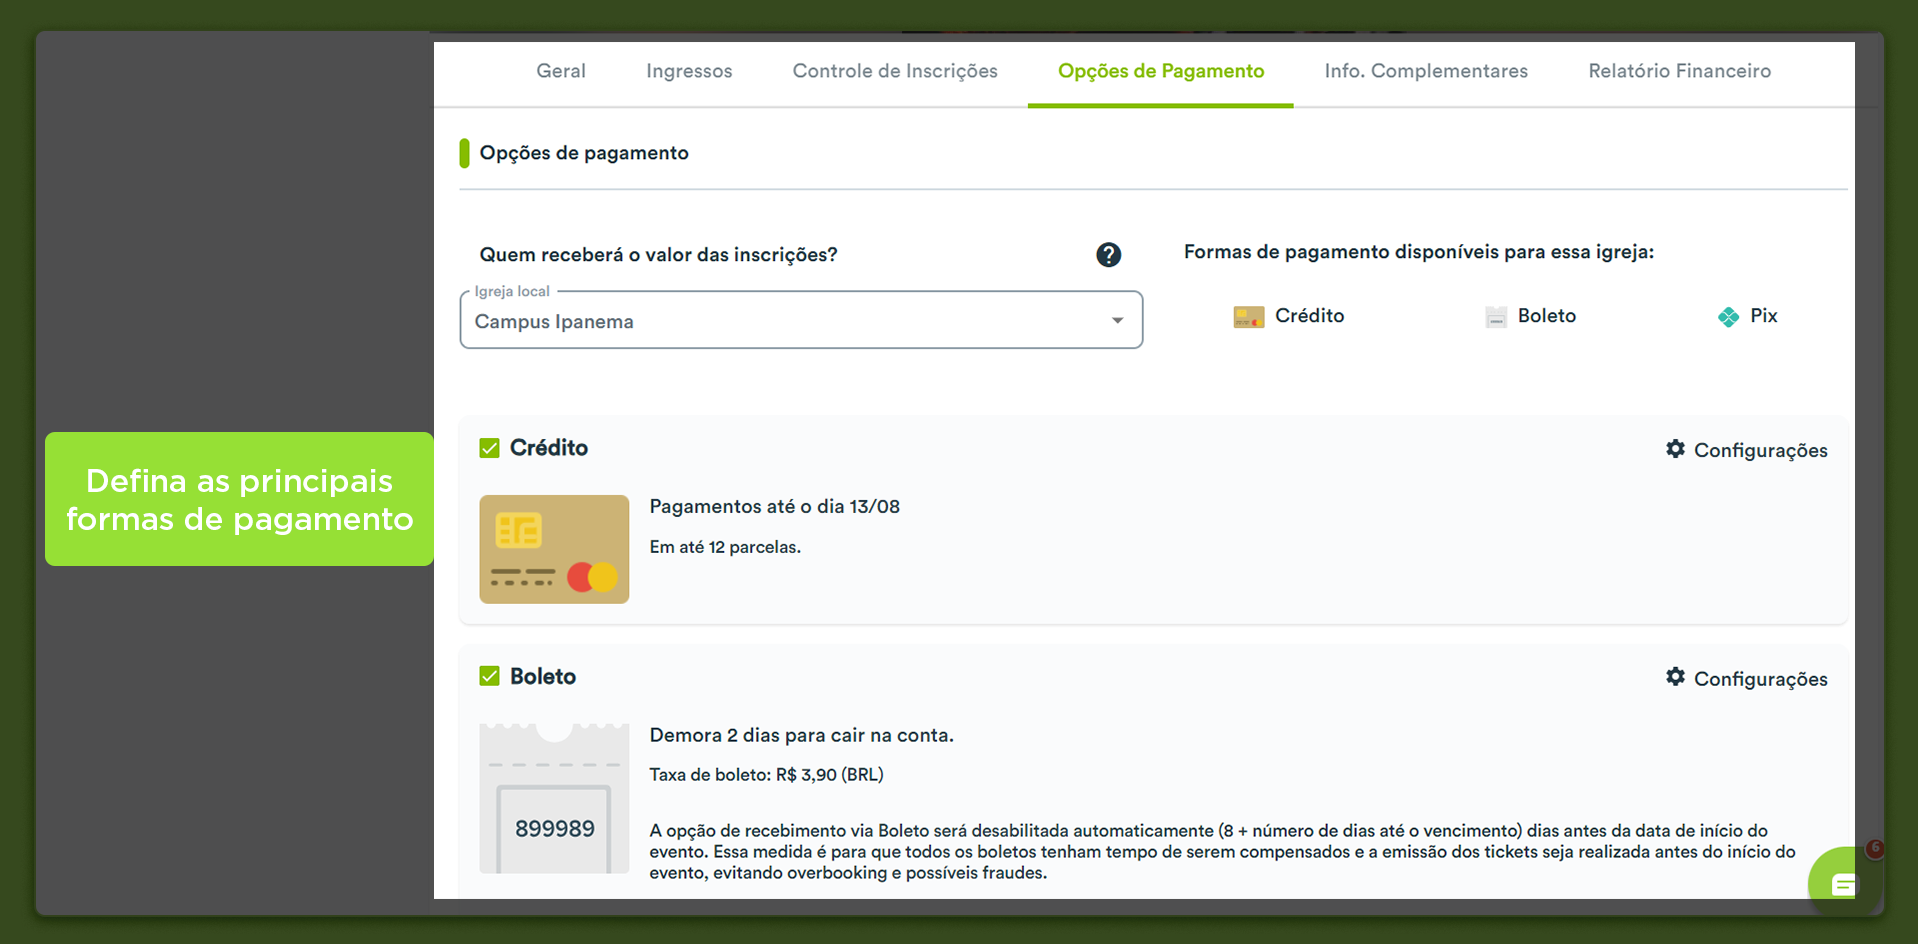 Geral
Ingressos
Controle de Inscrições
Opções de Pagamento
Info. Complementares
Relatório Financeiro
Opções de pagamento
Quem receberá o valor das inscrições?
?
Igreja local
Campus Ipanema
Formas de pagamento disponíveis para essa igreja:
Crédito
Boleto
Pix
Defina as principais
formas de pagamento
Crédito
Configurações
Pagamentos até o dia 13/08
Em até 12 parcelas.
Boleto
Configurações
899989
Demora 2 dias para cair na conta.
Taxa de boleto: R$ 3,90 (BRL)
A opção de recebimento via Boleto será desabilitada automaticamente (8 + número de dias até o vencimento) dias antes da data de início do
evento. Essa medida é para que todos os boletos tenham tempo de serem compensados e a emissão dos tickets seja realizada antes do início do
evento, evitando overbooking e possíveis fraudes.
6